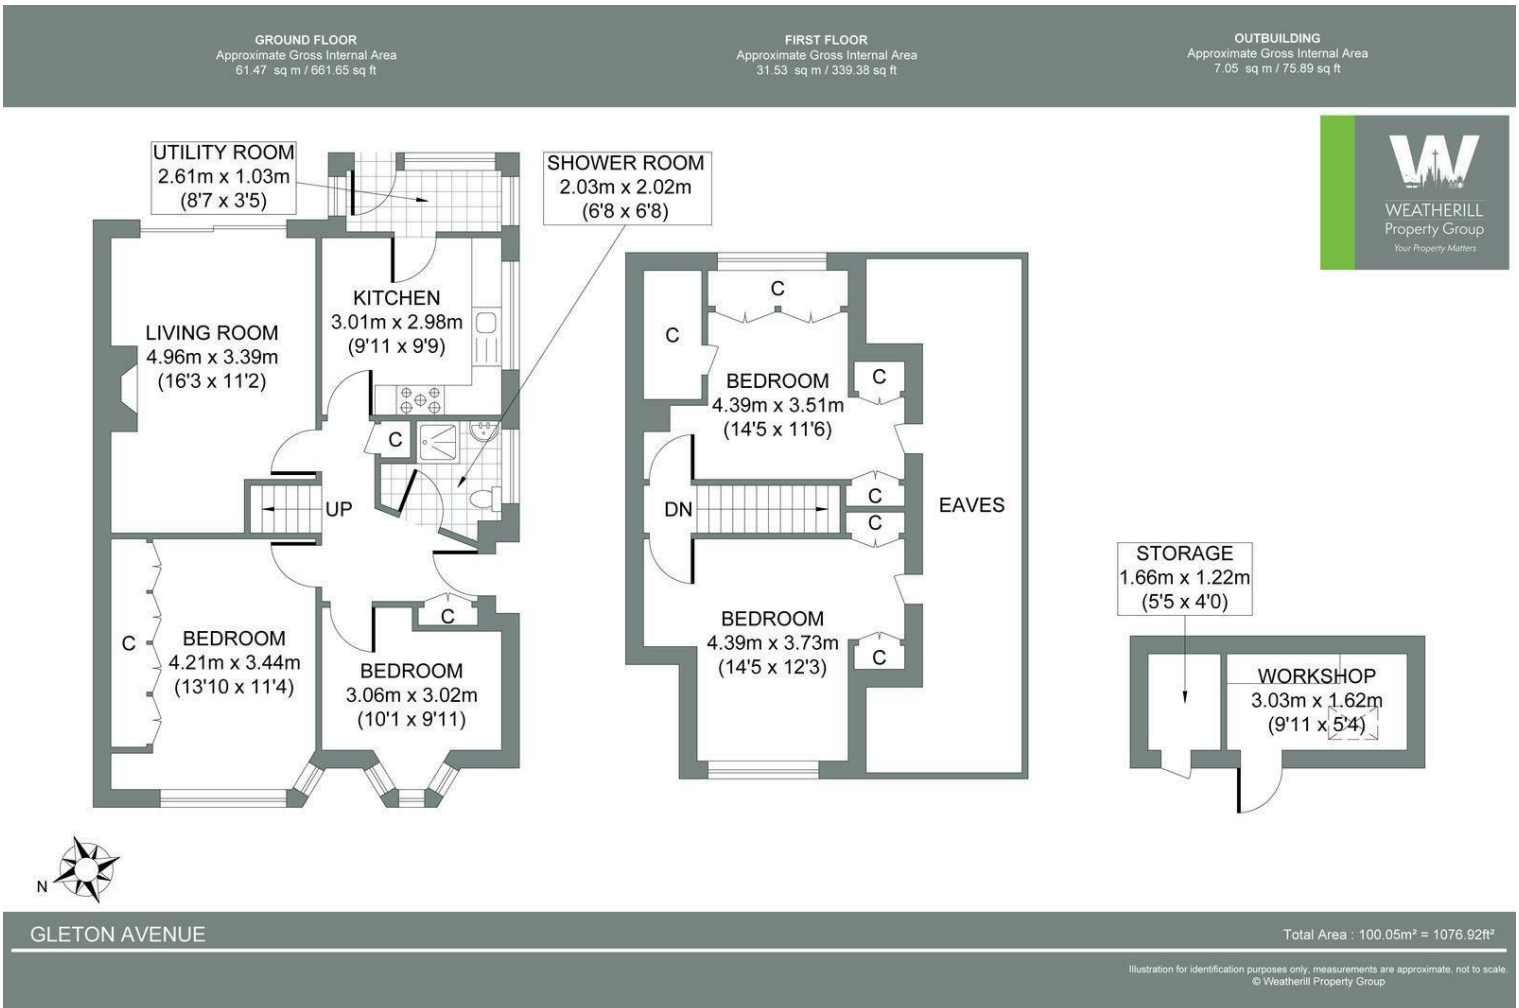 GROUND FLOOR
Approximate Gross Internal Area
61.47 sq m / 661.65 sq ft
FIRST FLOOR
Approximate Gross Internal Area
31.53 sq m / 339.38 sq ft
OUTBUILDING
Approximate Gross Internal Area
7.05 sq m / 75.89 sq ft
W
WEATHERILL
Property Group
Your Property Matters
UTILITY ROOM
2.61m x 1.03m
(8'7 x 3'5)
SHOWER ROOM
2.03m x 2.02m
(6'8 x 6'8)
KITCHEN
3.01m x 2.98m
(9'11 x 9'9)
LIVING ROOM
4.96m x 3.39m
(16'3 x 11'2)
C
UP
C
BEDROOM
4.21m x 3.44m
(13'10 x 11'4)
C
BEDROOM
3.06m x 3.02m
(10'1 x 9'11)
C
C
BEDROOM
4.39m x 3.51m
(14'5 x 11'6)
C
C
DN
C
EAVES
BEDROOM
4.39m x 3.73m
(14'5 x 12'3)
C
STORAGE
1.66m x 1.22m
(5'5 x 4'0)
WORKSHOP
3.03m x 1.62m
(9'11 x 5'4)
N
GLETON AVENUE
Total Area : 100.05m² = 1076.92ft²
Illustration for identification purposes only, measurements are approximate, not to scale.
© Weatherill Property Group